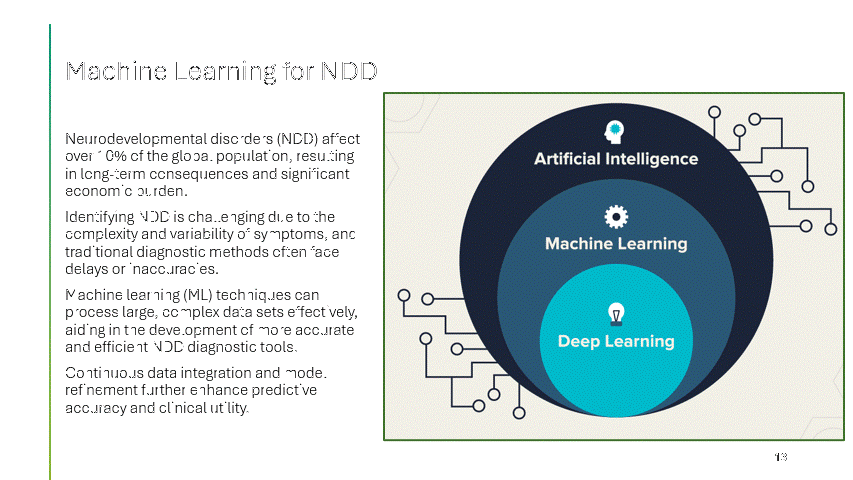 Machine Learning for NDD
Neurodevelopmental disorders (NDD) affect
over 10% of the global population, resulting
in long-term consequences and significant
economic burden.
Identifying NDD is challenging due to the
complexity and variability of symptoms, and
traditional diagnostic methods often face
delays or inaccuracies.
Machine learning (ML) techniques can
process large, complex data sets effectively,
aiding in the development of more accurate
and efficient NDD diagnostic tools.
Continuous data integration and model
refinement further enhance predictive
accuracy and clinical utility.
Artificial Intelligence
Machine Learning
Deep Learning
13